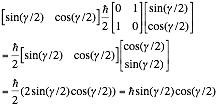 [sin(γ/2) cos(γ/2)] ℏ/2 [0 1; 1 0] [sin(γ/2); cos(γ/2)]
= ℏ/2 [sin(γ/2) cos(γ/2)] [cos(γ/2); sin(γ/2)]
= ℏ/2 (2sin(γ/2)cos(γ/2)) = ℏsin(γ/2)cos(γ/2)